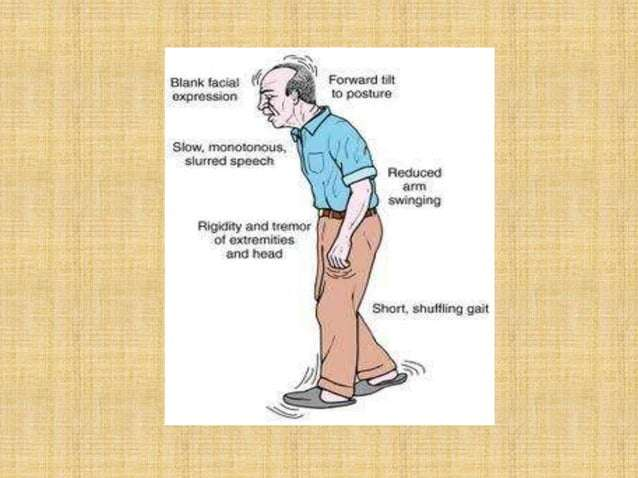 Blank facial
expression
Forward tilt
to posture
Slow, monotonous,
slurred speech
Reduced
arm
swinging
Rigidity and tremor
of extremities
and head
Short, shuffling gait